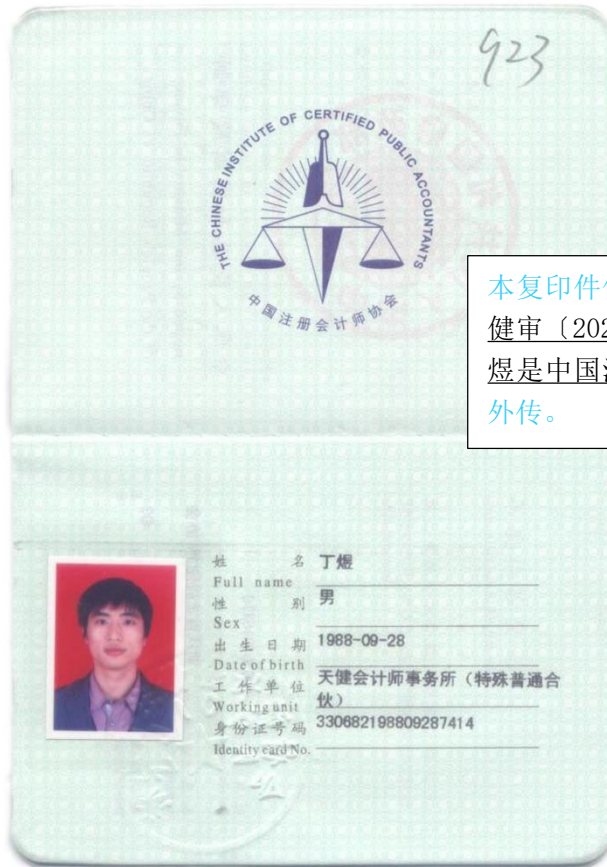 923
THE CHINESE INSTITUTE OF CERTIFIED PUBLIC ACCOUNTANTS
中国注册会计师协会
本复印件
健审〔202
煜是中国
外传。
姓 名 丁煜
Full name
性 别 男
Sex
出 生 日 期 1988-09-28
Date of birth
工 作 单 位 天健会计师事务所（特殊普通合
Working unit 伙）
身份证号码 330682198809287414
Identity card No.